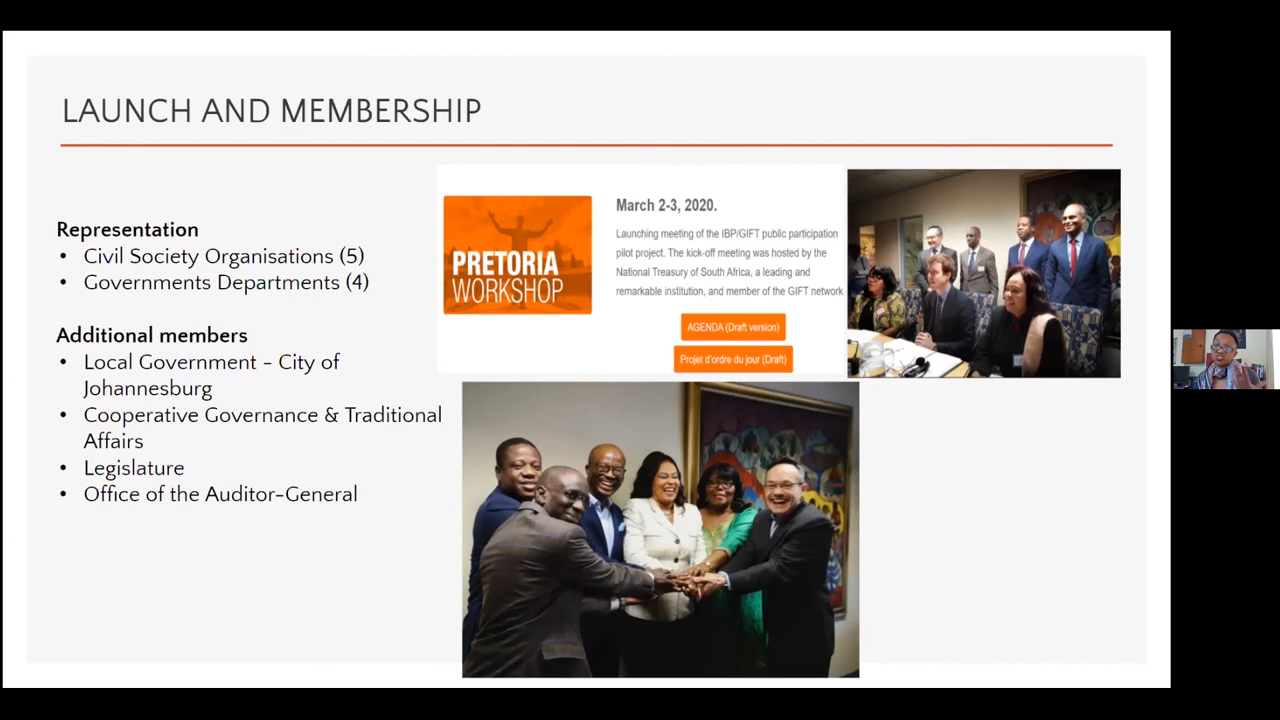 LAUNCH AND MEMBERSHIP
Representation
• Civil Society Organisations (5)
• Governments Departments (4)
Additional members
• Local Government - City of
Johannesburg
• Cooperative Governance & Traditional
Affairs
• Legislature
• Office of the Auditor-General
PRETORIA
WORKSHOP
March 2-3, 2020.
Launching meeting of the IBP/GIFT public participation
pilot project. The kick-off meeting was hosted by the
National Treasury of South Africa, a leading and
remarkable institution, and member of the GIFT network
AGENDA (Draft version)
Projet d'ordre du jour (Draft)